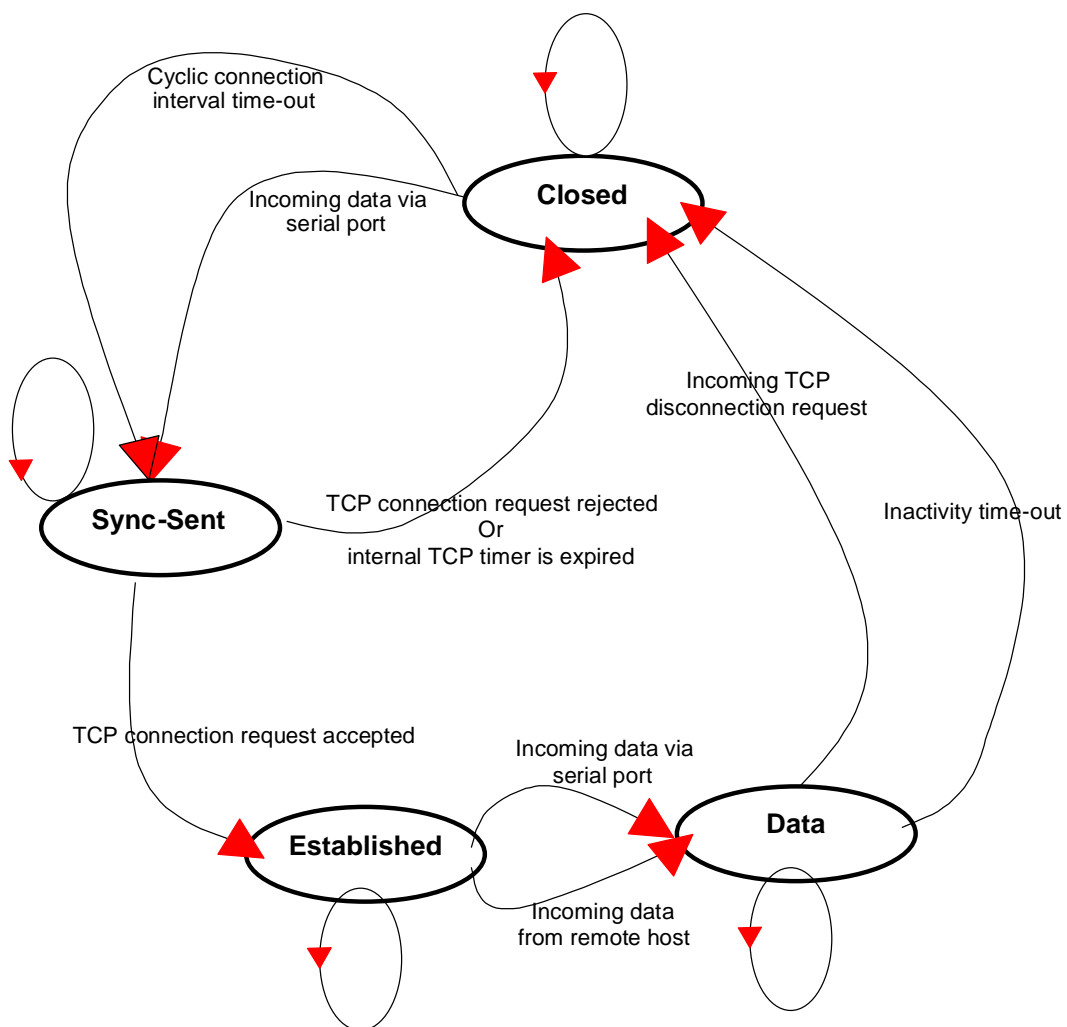 Cyclic connection
interval time-out
Closed
Incoming data via
serial port
Incoming TCP
disconnection request
Sync-Sent
TCP connection request rejected
Or
internal TCP timer is expired
Inactivity time-out
TCP connection request accepted
Incoming data via
serial port
Established
Data
Incoming data
from remote host